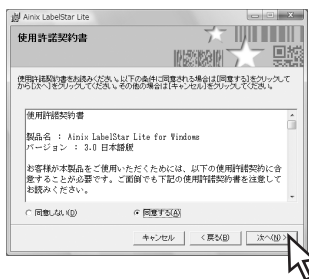 Ainix LabelStar Lite
使用許諾契約書
使用許諾契約書をお読みください。以下の条件に同意される場合は[同意する]をクリックして
から[次へ]をクリックしてください。その他の場合は[キャンセル]をクリックしてください。
使用許諾契約書
製品名 : Ainix LabelStar Lite for Windows
バージョン : 3.0 日本語版
お客様が本製品をご使用いただくためには、以下の使用許諾契約に合
意することが必要です。ご面倒でも下記の使用許諾契約書を注意して
お読みください。
同意しない(D) 同意する(A)
キャンセル < 戻る(B) 次へ(N) >